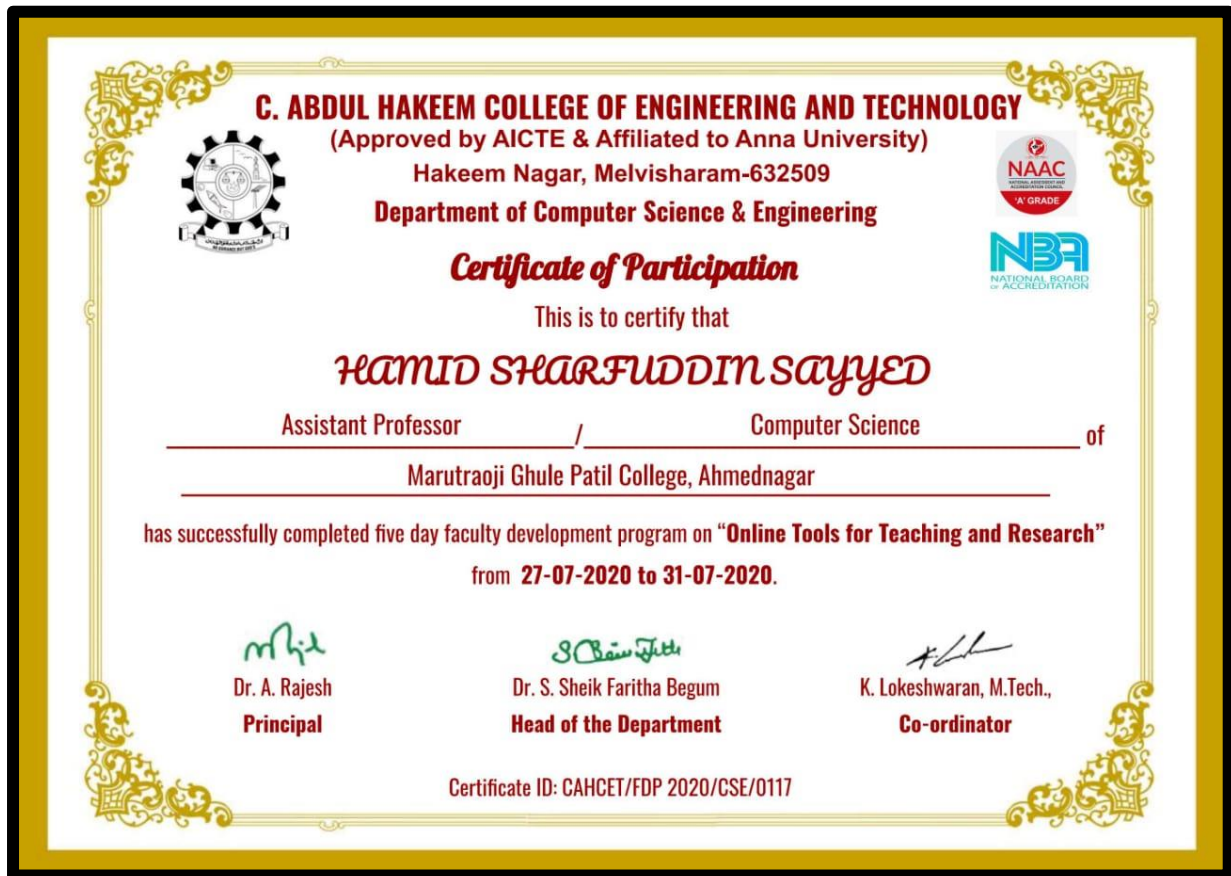 C. ABDUL HAKEEM COLLEGE OF ENGINEERING AND TECHNOLOGY
(Approved by AICTE & Affiliated to Anna University)
Hakeem Nagar, Melvisharam-632509
Department of Computer Science & Engineering
NAAC
NATIONAL ASSESSMENT AND
ACCREDITATION COUNCIL
'A' GRADE
NBA
NATIONAL BOARD
OF ACCREDITATION
Certificate of Participation
This is to certify that
HAMID SHARFUDDIN SAYYED
Assistant Professor / Computer Science of
Marutraoji Ghule Patil College, Ahmednagar
has successfully completed five day faculty development program on “Online Tools for Teaching and Research”
from 27-07-2020 to 31-07-2020.
Dr. A. Rajesh Dr. S. Sheik Faritha Begum K. Lokeshwaran, M.Tech.,
Principal Head of the Department Co-ordinator
Certificate ID: CAHCET/FDP 2020/CSE/0117